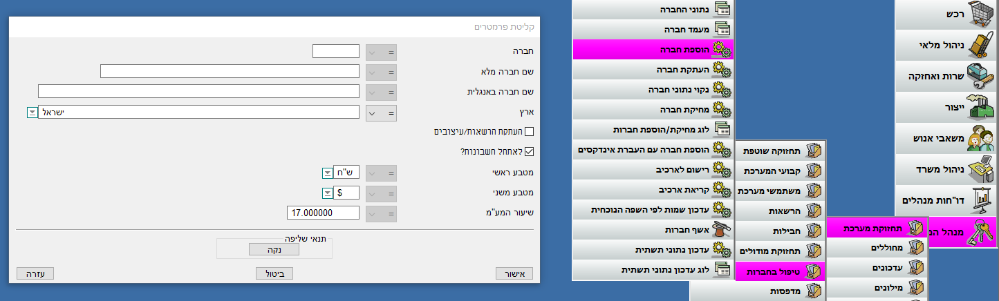 רכש
ניהול מלאי
שרות ואחזקה
ייצור
משאבי אנוש
ניהול משרד
דו"חות מנהלים
מנהל המ
תחזוקת מערכת
מחוללים
עדכונים
מילונים
תחזוקה שוטפת
קבועי המערכת
משתמשי מערכת
הרשאות
חבילות
תחזוקת מודולים
טיפול בחברות
מדפסות
נתוני החברה
מעמד חברה
הוספת חברה
העתקת חברה
נקוי נתוני חברה
מחיקת חברה
לוג מחיקת/הוספת חברות
הוספת חברה עם העברת אינדקסים
רישום לארכיב
קריאת ארכיב
עדכון שמות לפי השפה הנוכחית
אשף חברות
עדכון נתוני תשתית
לוג עדכון נתוני תשתית
קליטת פרמטרים
חברה =
שם חברה מלא =
שם חברה באנגלית =
ארץ = ישראל
העתקת הרשאות/עיצובים
לאתחל חשבונות?
מטבע ראשי = ש"ח
מטבע משני = $
שיעור המע"מ = 17.000000
תנאי שליפה
נקה
אישור ביטול עזרה